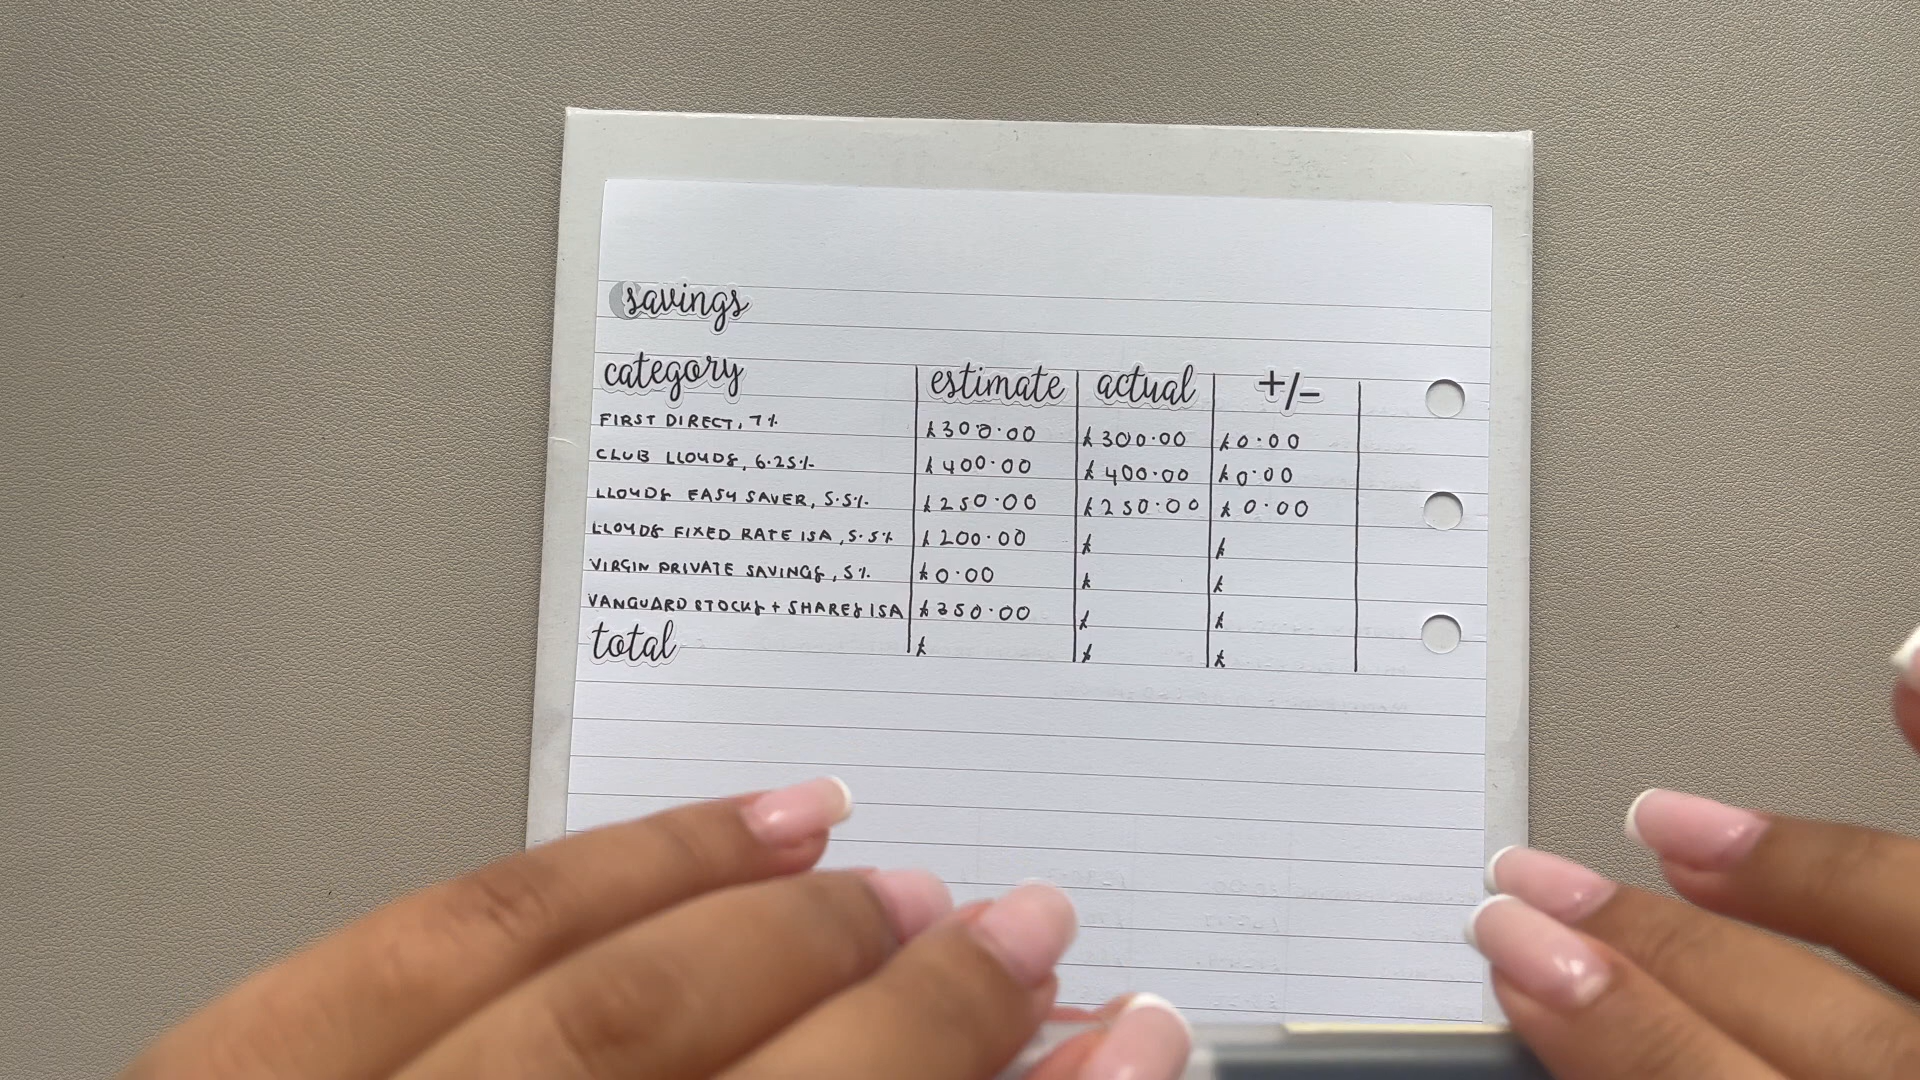 savings
category estimate actual +/-
FIRST DIRECT, 7% £300.00 £300.00 £0.00
CLUB LLOYDS, 6.25% £400.00 £400.00 £0.00
LLOYDS EASY SAVER, 5.5% £250.00 £250.00 £0.00
LLOYDS FIXED RATE ISA, 5.5% £200.00 £ £
VIRGIN PRIVATE SAVINGS, 5% £0.00 £ £
VANGUARD STOCKS + SHARES ISA £350.00 £ £
total £ £ £